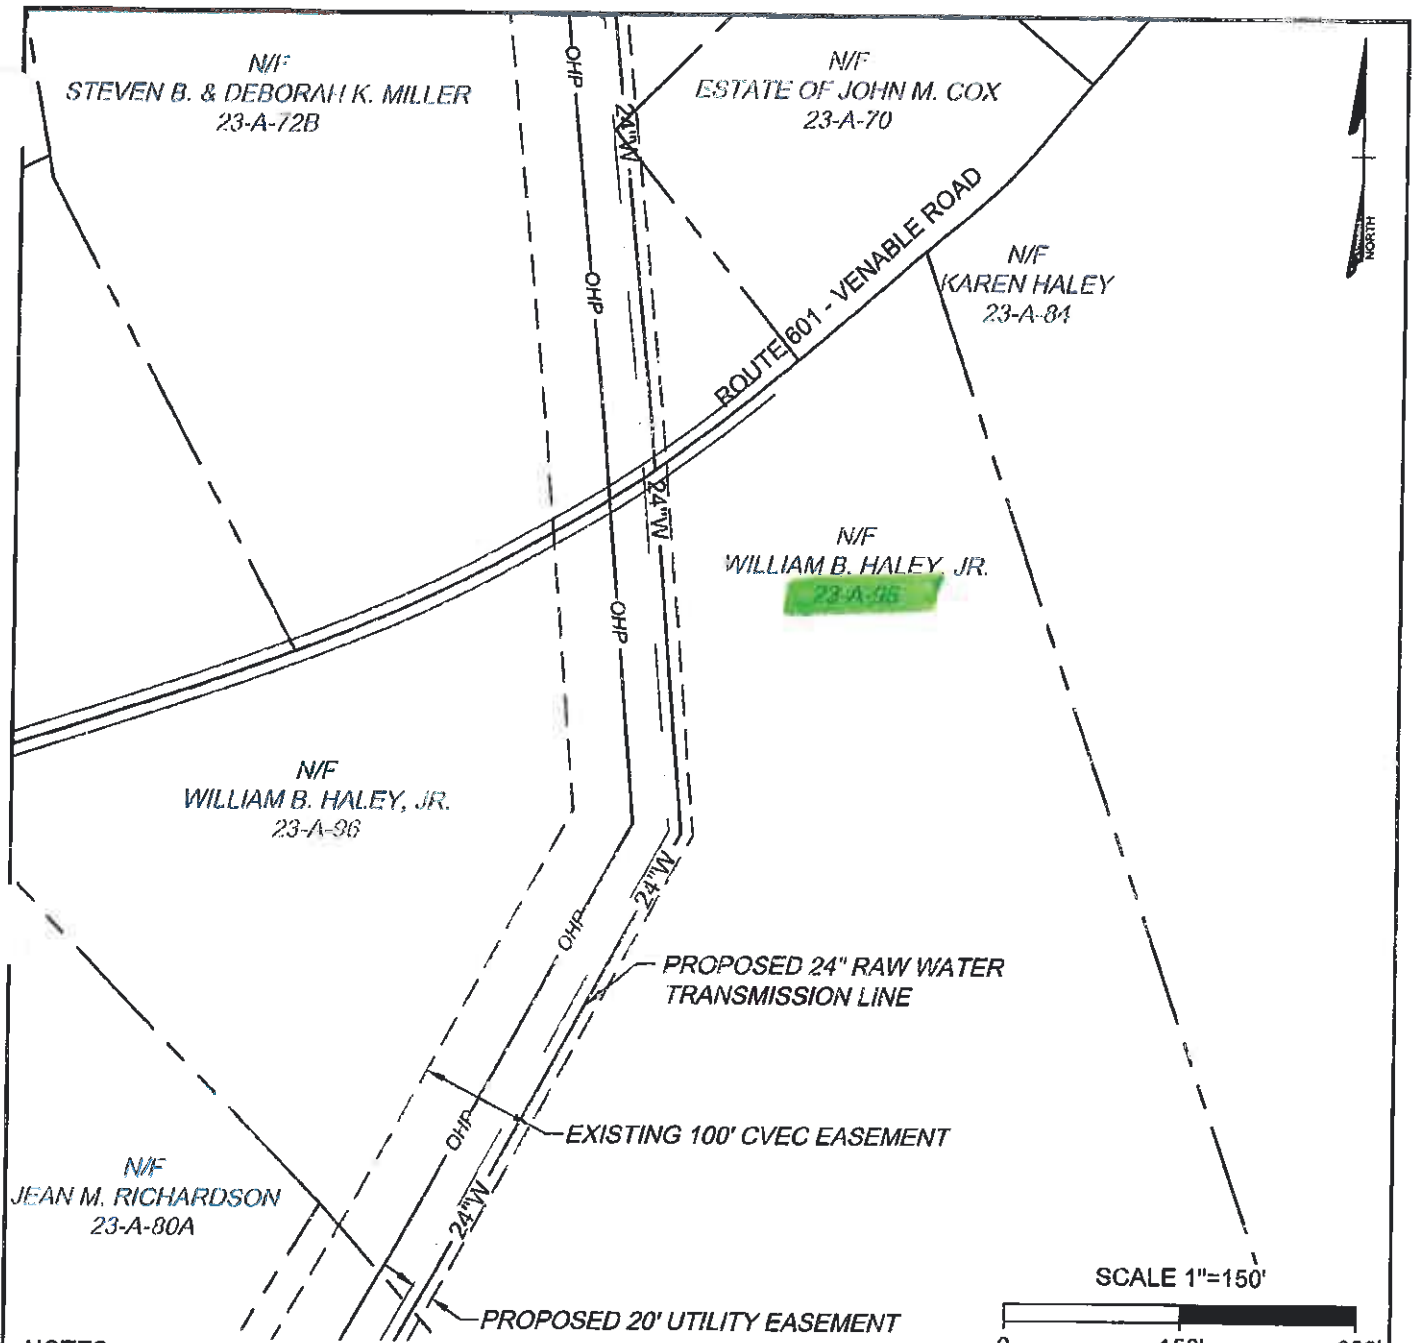 N/F
STEVEN B. & DEBORAH K. MILLER
23-A-72B
N/F
ESTATE OF JOHN M. COX
23-A-70
OHP
24"W
NORTH
ROUTE 601 - VENABLE ROAD
N/F
KAREN HALEY
23-A-84
OHP
24"W
N/F
WILLIAM B. HALEY, JR.
OHP
N/F
WILLIAM B. HALEY, JR.
23-A-96
24"W
OHP
PROPOSED 24" RAW WATER
TRANSMISSION LINE
OHP
EXISTING 100' CVEC EASEMENT
N/F
JEAN M. RICHARDSON
23-A-80A
24"W
SCALE 1"=150'
PROPOSED 20' UTILITY EASEMENT
0